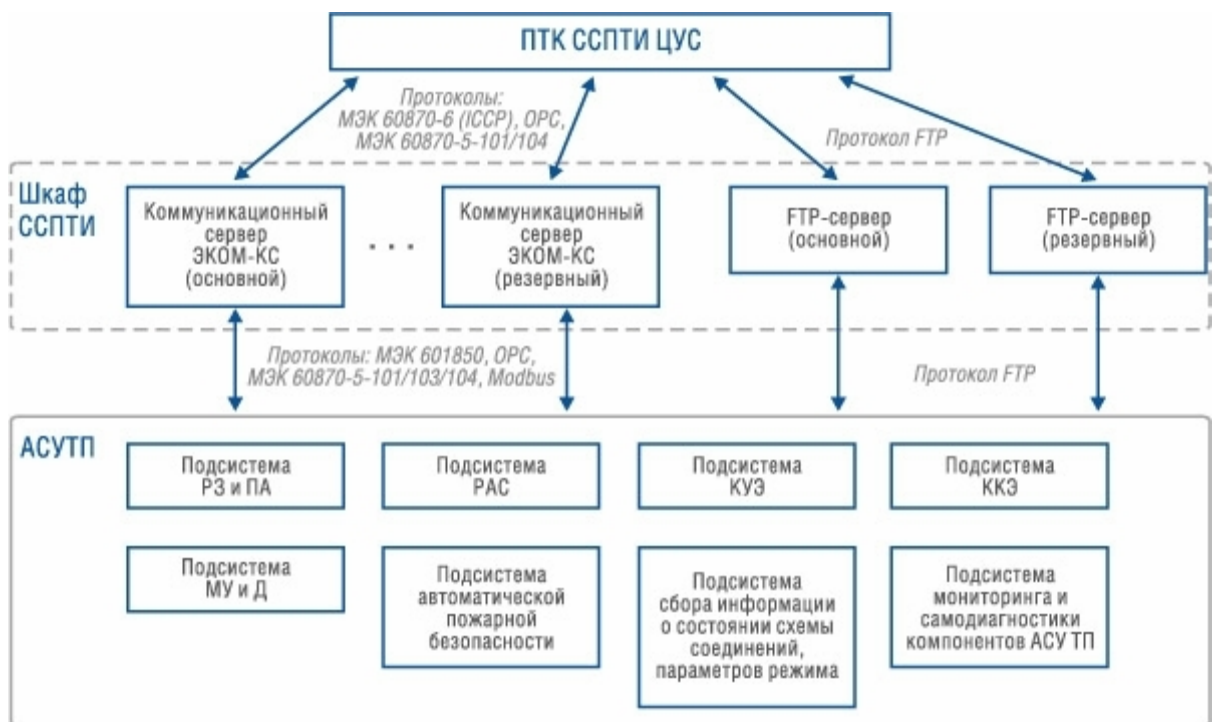 ПТК ССПТИ ЦУС
Протоколы:
МЭК 60870-6 (ICCP), OPC,
МЭК 60870-5-101/104
Протокол FTP
Шкаф
ССПТИ
Коммуникационный
сервер
ЭКОМ-КС
(основной)
...
Коммуникационный
сервер
ЭКОМ-КС
(резервный)
FTP-сервер
(основной)
FTP-сервер
(резервный)
Протоколы: МЭК 601850, OPC,
МЭК 60870-5-101/103/104, Modbus
Протокол FTP
АСУТП
Подсистема
РЗ и ПА
Подсистема
РАС
Подсистема
КУЭ
Подсистема
ККЭ
Подсистема
МУ и Д
Подсистема
автоматической
пожарной
безопасности
Подсистема
сбора информации
о состоянии схемы
соединений,
параметров режима
Подсистема
мониторинга и
самодиагностики
компонентов АСУ ТП